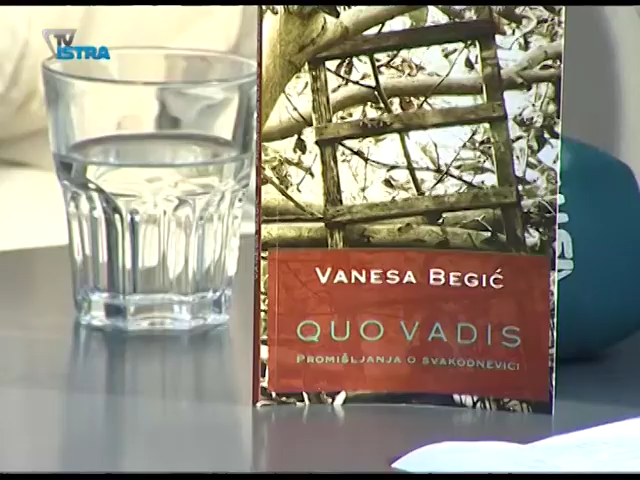 TV
ISTRA
VANESA BEGIĆ
QUO VADIS
PROMIŠLJANJA O SVAKODNEVICI